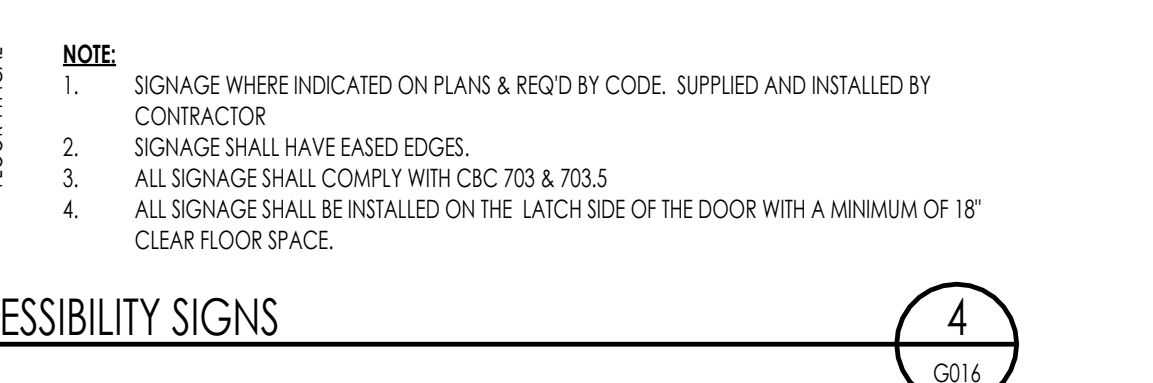 NOTE:
1. SIGNAGE WHERE INDICATED ON PLANS & REQ'D BY CODE. SUPPLIED AND INSTALLED BY
CONTRACTOR
2. SIGNAGE SHALL HAVE EASED EDGES.
3. ALL SIGNAGE SHALL COMPLY WITH CBC 703 & 703.5
4. ALL SIGNAGE SHALL BE INSTALLED ON THE LATCH SIDE OF THE DOOR WITH A MINIMUM OF 18"
CLEAR FLOOR SPACE.
ESSIBILITY SIGNS
4
G016